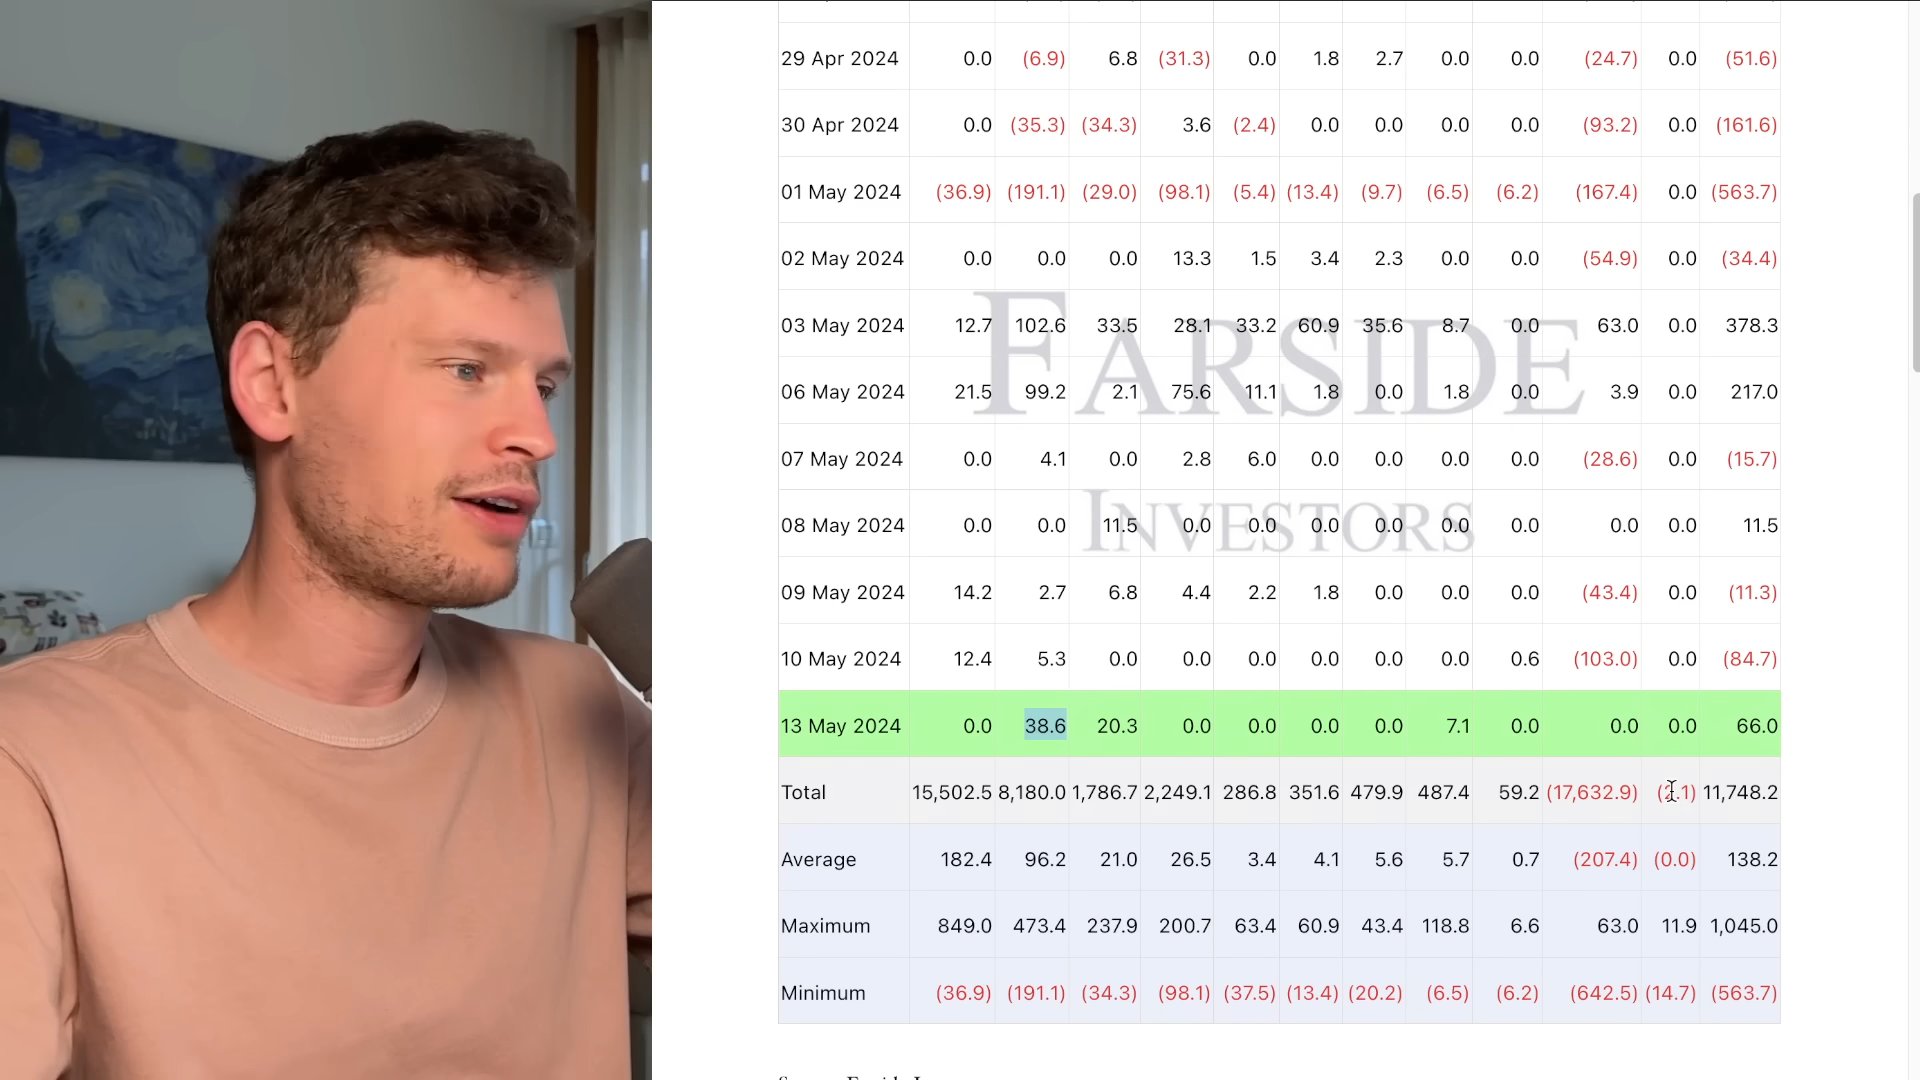 29 Apr 2024 0.0 (6.9) 6.8 (31.3) 0.0 1.8 2.7 0.0 0.0 (24.7) 0.0 (51.6)
30 Apr 2024 0.0 (35.3) (34.3) 3.6 (2.4) 0.0 0.0 0.0 0.0 (93.2) 0.0 (161.6)
01 May 2024 (36.9) (191.1) (29.0) (98.1) (5.4) (13.4) (9.7) (6.5) (6.2) (167.4) 0.0 (563.7)
02 May 2024 0.0 0.0 0.0 13.3 1.5 3.4 2.3 0.0 0.0 (54.9) 0.0 (34.4)
03 May 2024 12.7 102.6 33.5 28.1 33.2 60.9 35.6 8.7 0.0 63.0 0.0 378.3
FARSIDE
06 May 2024 21.5 99.2 2.1 75.6 11.1 1.8 0.0 1.8 0.0 3.9 0.0 217.0
07 May 2024 0.0 4.1 0.0 2.8 6.0 0.0 0.0 0.0 0.0 (28.6) 0.0 (15.7)
INVESTORS
08 May 2024 0.0 0.0 11.5 0.0 0.0 0.0 0.0 0.0 0.0 0.0 0.0 11.5
09 May 2024 14.2 2.7 6.8 4.4 2.2 1.8 0.0 0.0 0.0 (43.4) 0.0 (11.3)
10 May 2024 12.4 5.3 0.0 0.0 0.0 0.0 0.0 0.0 0.6 (103.0) 0.0 (84.7)
13 May 2024 0.0 38.6 20.3 0.0 0.0 0.0 0.0 7.1 0.0 0.0 0.0 66.0
Total 15,502.5 8,180.0 1,786.7 2,249.1 286.8 351.6 479.9 487.4 59.2 (17,632.9) 11,748.2
Average 182.4 96.2 21.0 26.5 3.4 4.1 5.6 5.7 0.7 (207.4) (0.0) 138.2
Maximum 849.0 473.4 237.9 200.7 63.4 60.9 43.4 118.8 6.6 63.0 11.9 1,045.0
Minimum (36.9) (191.1) (34.3) (98.1) (37.5) (13.4) (20.2) (6.5) (6.2) (642.5) (14.7) (563.7)